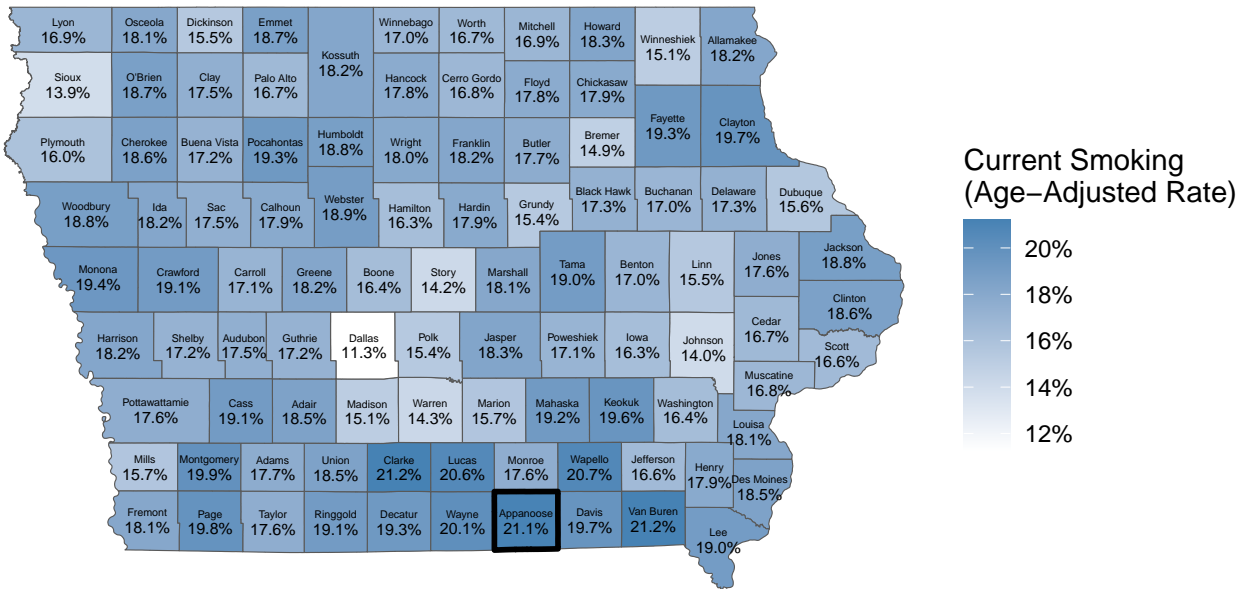 Lyon
16.9%
Osceola
18.1%
Dickinson
15.5%
Emmet
18.7%
Kossuth
18.2%
Winnebago
17.0%
Worth
16.7%
Mitchell
16.9%
Howard
18.3%
Winneshiek
15.1%
Allamakee
18.2%
Sioux
13.9%
O'Brien
18.7%
Clay
17.5%
Palo Alto
16.7%
Hancock
17.8%
Cerro Gordo
16.8%
Floyd
17.8%
Chickasaw
17.9%
Fayette
19.3%
Clayton
19.7%
Plymouth
16.0%
Cherokee
18.6%
Buena Vista
17.2%
Pocahontas
19.3%
Humboldt
18.8%
Wright
18.0%
Franklin
18.2%
Butler
17.7%
Bremer
14.9%
Woodbury
18.8%
Ida
18.2%
Sac
17.5%
Calhoun
17.9%
Webster
18.9%
Hamilton
16.3%
Hardin
17.9%
Grundy
15.4%
Black Hawk
17.3%
Buchanan
17.0%
Delaware
17.3%
Dubuque
15.6%
Monona
19.4%
Crawford
19.1%
Carroll
17.1%
Greene
18.2%
Boone
16.4%
Story
14.2%
Marshall
18.1%
Tama
19.0%
Benton
17.0%
Linn
15.5%
Jones
17.6%
Jackson
18.8%
Clinton
18.6%
Harrison
18.2%
Shelby
17.2%
Audubon
17.5%
Guthrie
17.2%
Dallas
11.3%
Polk
15.4%
Jasper
18.3%
Poweshiek
17.1%
Iowa
16.3%
Johnson
14.0%
Cedar
16.7%
Scott
16.6%
Muscatine
16.8%
Pottawattamie
17.6%
Cass
19.1%
Adair
18.5%
Madison
15.1%
Warren
14.3%
Marion
15.7%
Mahaska
19.2%
Keokuk
19.6%
Washington
16.4%
Louisa
18.1%
Mills
15.7%
Montgomery
19.9%
Adams
17.7%
Union
18.5%
Clarke
21.2%
Lucas
20.6%
Monroe
17.6%
Wapello
20.7%
Jefferson
16.6%
Henry
17.9%
Des Moines
18.5%
Fremont
18.1%
Page
19.8%
Taylor
17.6%
Ringgold
19.1%
Decatur
19.3%
Wayne
20.1%
Appanoose
21.1%
Davis
19.7%
Van Buren
21.2%
Lee
19.0%
Current Smoking
(Age−Adjusted Rate)
20%
18%
16%
14%
12%